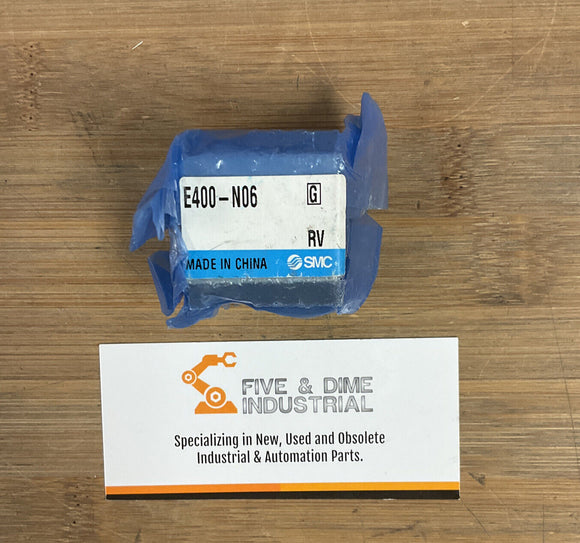 E400-N06 G
RV
MADE IN CHINA SMC
FIVE & DIME
INDUSTRIAL
Specializing in New, Used and Obsolete
Industrial & Automation Parts.